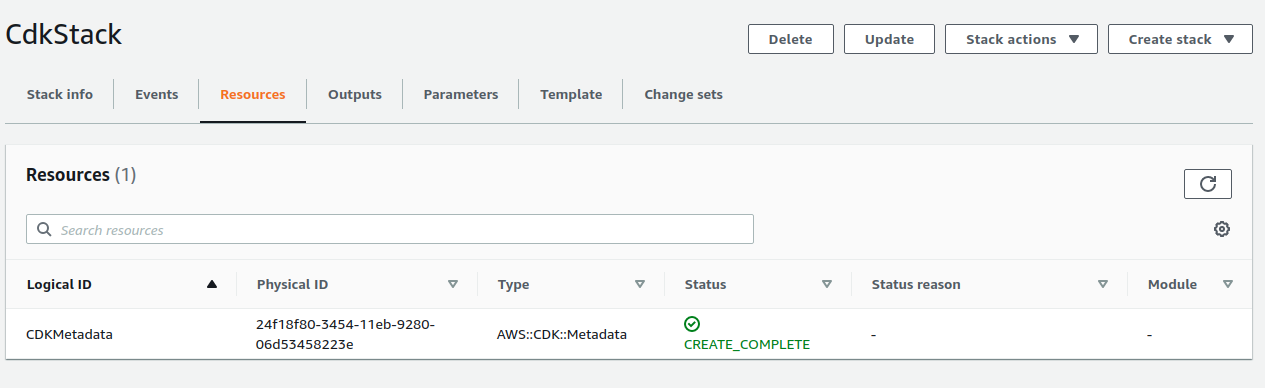 CdkStack
Delete
Update
Stack actions
Create stack
Stack info
Events
Resources
Outputs
Parameters
Template
Change sets
Resources (1)
Search resources
Logical ID
Physical ID
Type
Status
Status reason
Module
CDKMetadata
24f18f80-3454-11eb-9280-
06d53458223e
AWS::CDK::Metadata
CREATE_COMPLETE
-
-